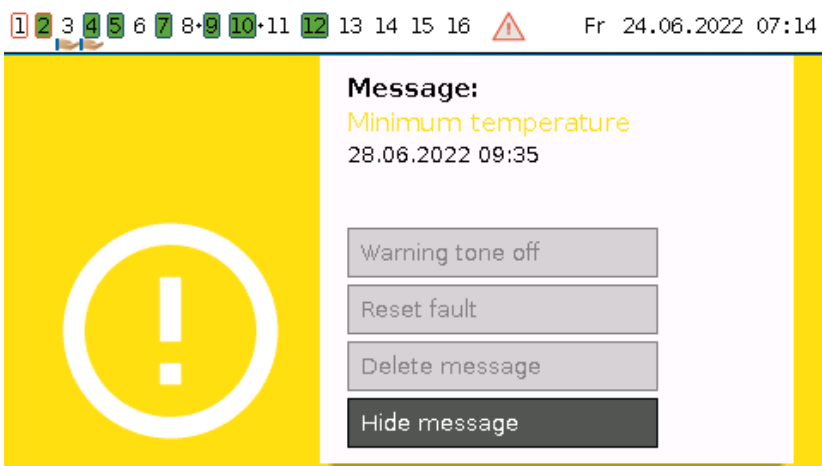 1 2 3 4 5 6 7 8·9 10·11 12 13 14 15 16 Fr 24.06.2022 07:14
Message:
Minimum temperature
28.06.2022 09:35
Warning tone off
Reset fault
Delete message
Hide message